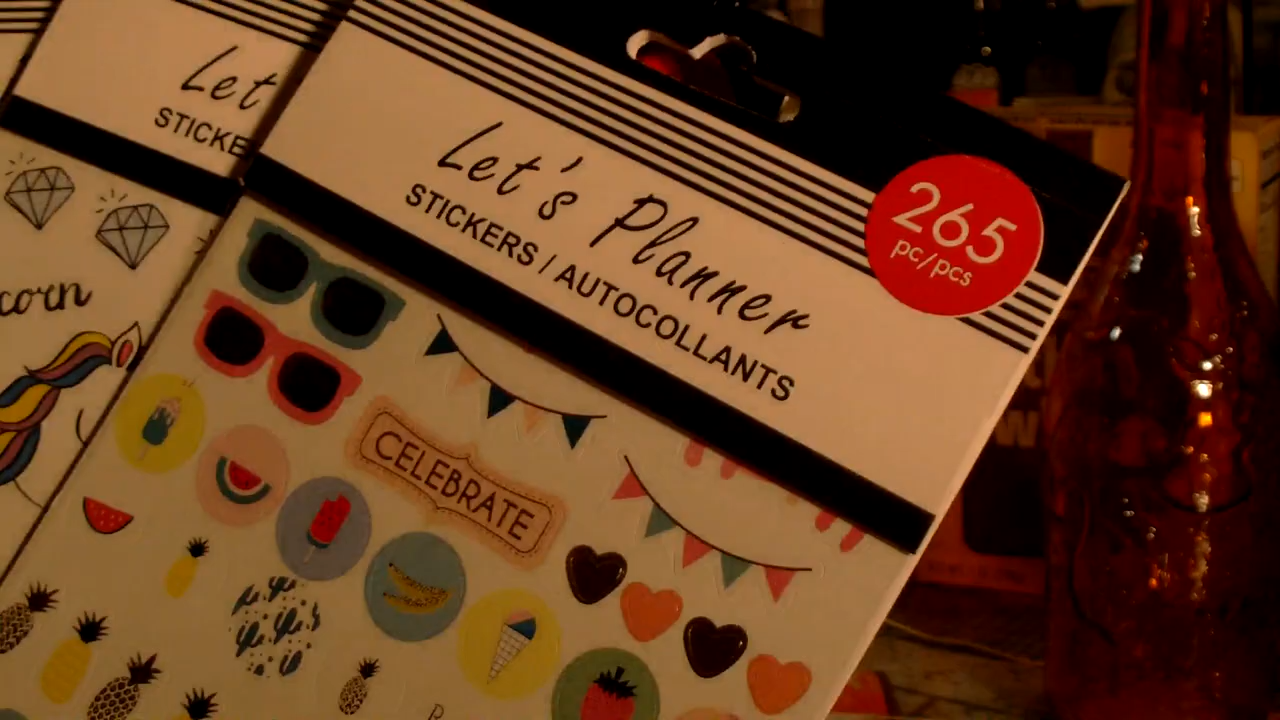 Let
STICKE
corn
Let's Planner
STICKERS / AUTOCOLLANTS
265
pc/pcs
CELEBRATE